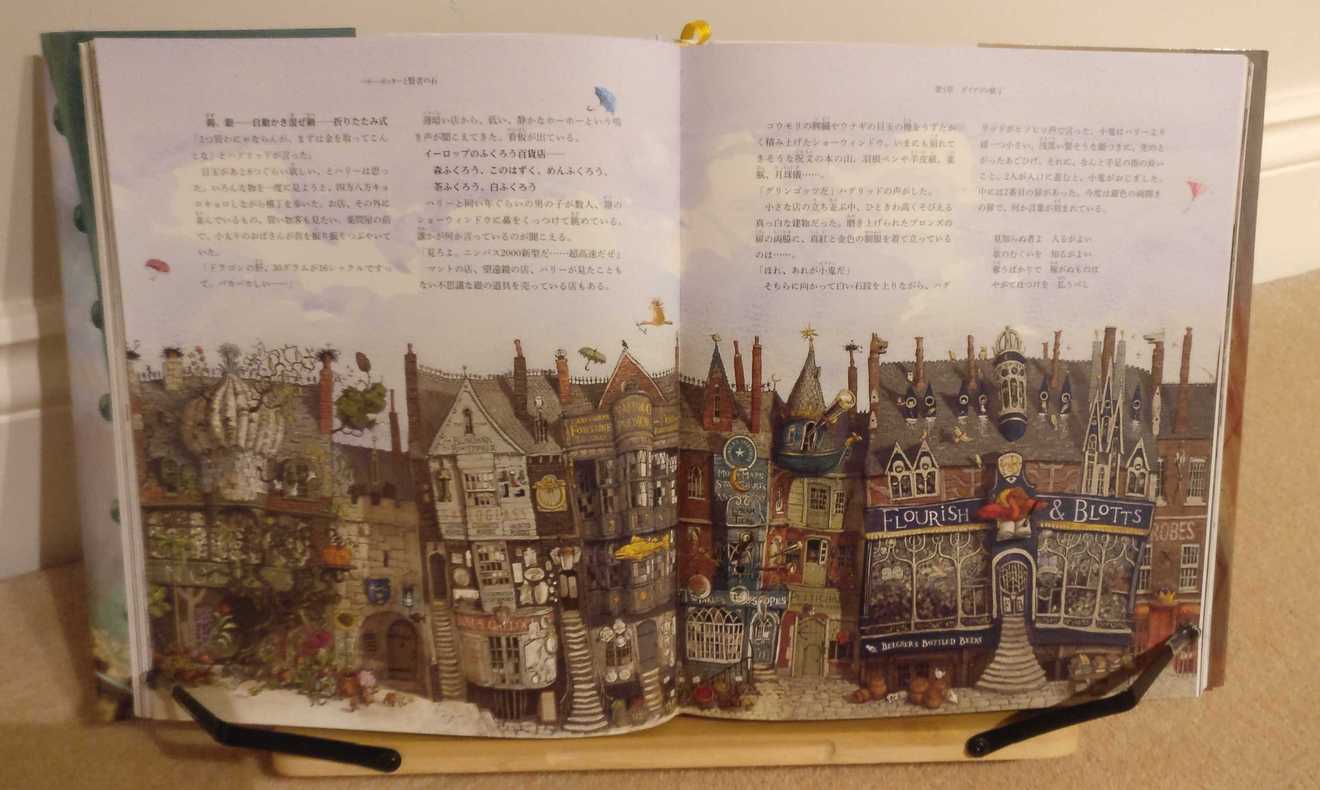 ハリー・ポッターと賢者の石
鍋、銀——自動かき混ぜ鍋——折りたたみ式
「1つ買わにゃならんが、まずは金を取ってこん
とな」とハグリッドが言った。
目玉があと8つぐらい欲しい、とハリーは思っ
た。いろんな物を一度に見ようと、四方八方キョ
ロキョロしながら横丁を歩いた。お店、その外に
並んでいるもの、買い物客も見たい。薬問屋の前
で、小太りのおばさんが首を振り振りつぶやいて
いた。
「ドラゴンの肝、30グラムが16シックルですっ
て。バカバカしい……」
薄暗い店から、低い、静かなホーホーという鳴
き声が聞こえてきた。看板が出ている。
イーロップのふくろう百貨店——
森ふくろう、このはずく、めんふくろう、
茶ふくろう、白ふくろう
ハリーと同い年ぐらいの男の子が数人、箒の
ショーウィンドウに鼻をくっつけて眺めている。
誰かが何か言っているのが聞こえる。
「見ろよ。ニンバス2000新型だ……超高速だぜ」
マントの店、望遠鏡の店、ハリーが見たことも
ない不思議な銀の道具を売っている店もある。
第5章 ダイアゴン横丁
コウモリの脾臓やウナギの目玉の樽をうずたか
く積み上げたショーウィンドウ。いまにも崩れて
きそうな呪文の本の山。羽根ペンや羊皮紙、薬
瓶、月球儀……。
「グリンゴッツだ」ハグリッドの声がした。
小さな店の立ち並ぶ中、ひときわ高くそびえる
真っ白な建物だった。磨き上げられたブロンズの
扉の両脇に、真紅と金色の制服を着て立っている
のは……。
「ほれ、あれが小鬼だ」
そちらに向かって白い石段を上りながら、ハグ
リッドがヒソヒソ声で言った。小鬼はハリーより
頭一つ小さい。浅黒い賢そうな顔つきに、先のと
がったあごひげ、それに、なんと手足の指の長い
こと。2人が入口に進むと、小鬼がおじぎした。
中には2番目の扉があった。今度は銀色の両開き
の扉で、何か言葉が刻まれている。
見知らぬ者よ 入るがよい
欲のむくいを 知るがよい
奪うばかりで 稼がぬものは
やがてはつけを 払うべし
FORTUNE
MOON MAPS
FLOURISH & BLOTTS
ROBES
BELCHER'S BOTTLED BEERS